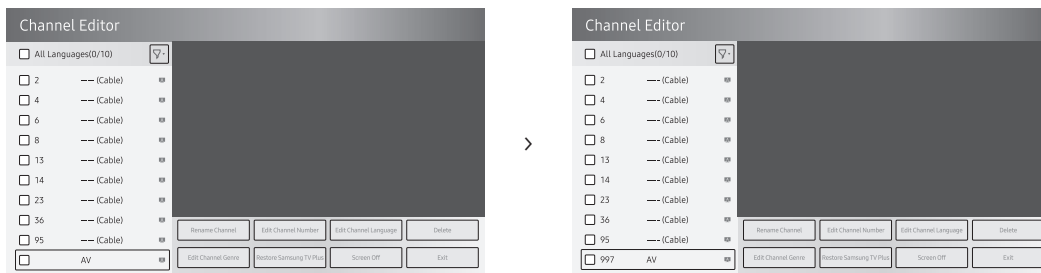 Channel Editor
All Languages(0/10)
2 –– (Cable)
4 –– (Cable)
6 –– (Cable)
8 –– (Cable)
13 –– (Cable)
14 –– (Cable)
23 –– (Cable)
36 –– (Cable)
95 –– (Cable)
AV
Rename Channel Edit Channel Number Edit Channel Language Delete
Edit Channel Genre Restore Samsung TV Plus Screen Off Exit
>
Channel Editor
All Languages(0/10)
2 –– (Cable)
4 –– (Cable)
6 –– (Cable)
8 –– (Cable)
13 –– (Cable)
14 –– (Cable)
23 –– (Cable)
36 –– (Cable)
95 –– (Cable)
997 AV
Rename Channel Edit Channel Number Edit Channel Language Delete
Edit Channel Genre Restore Samsung TV Plus Screen Off Exit